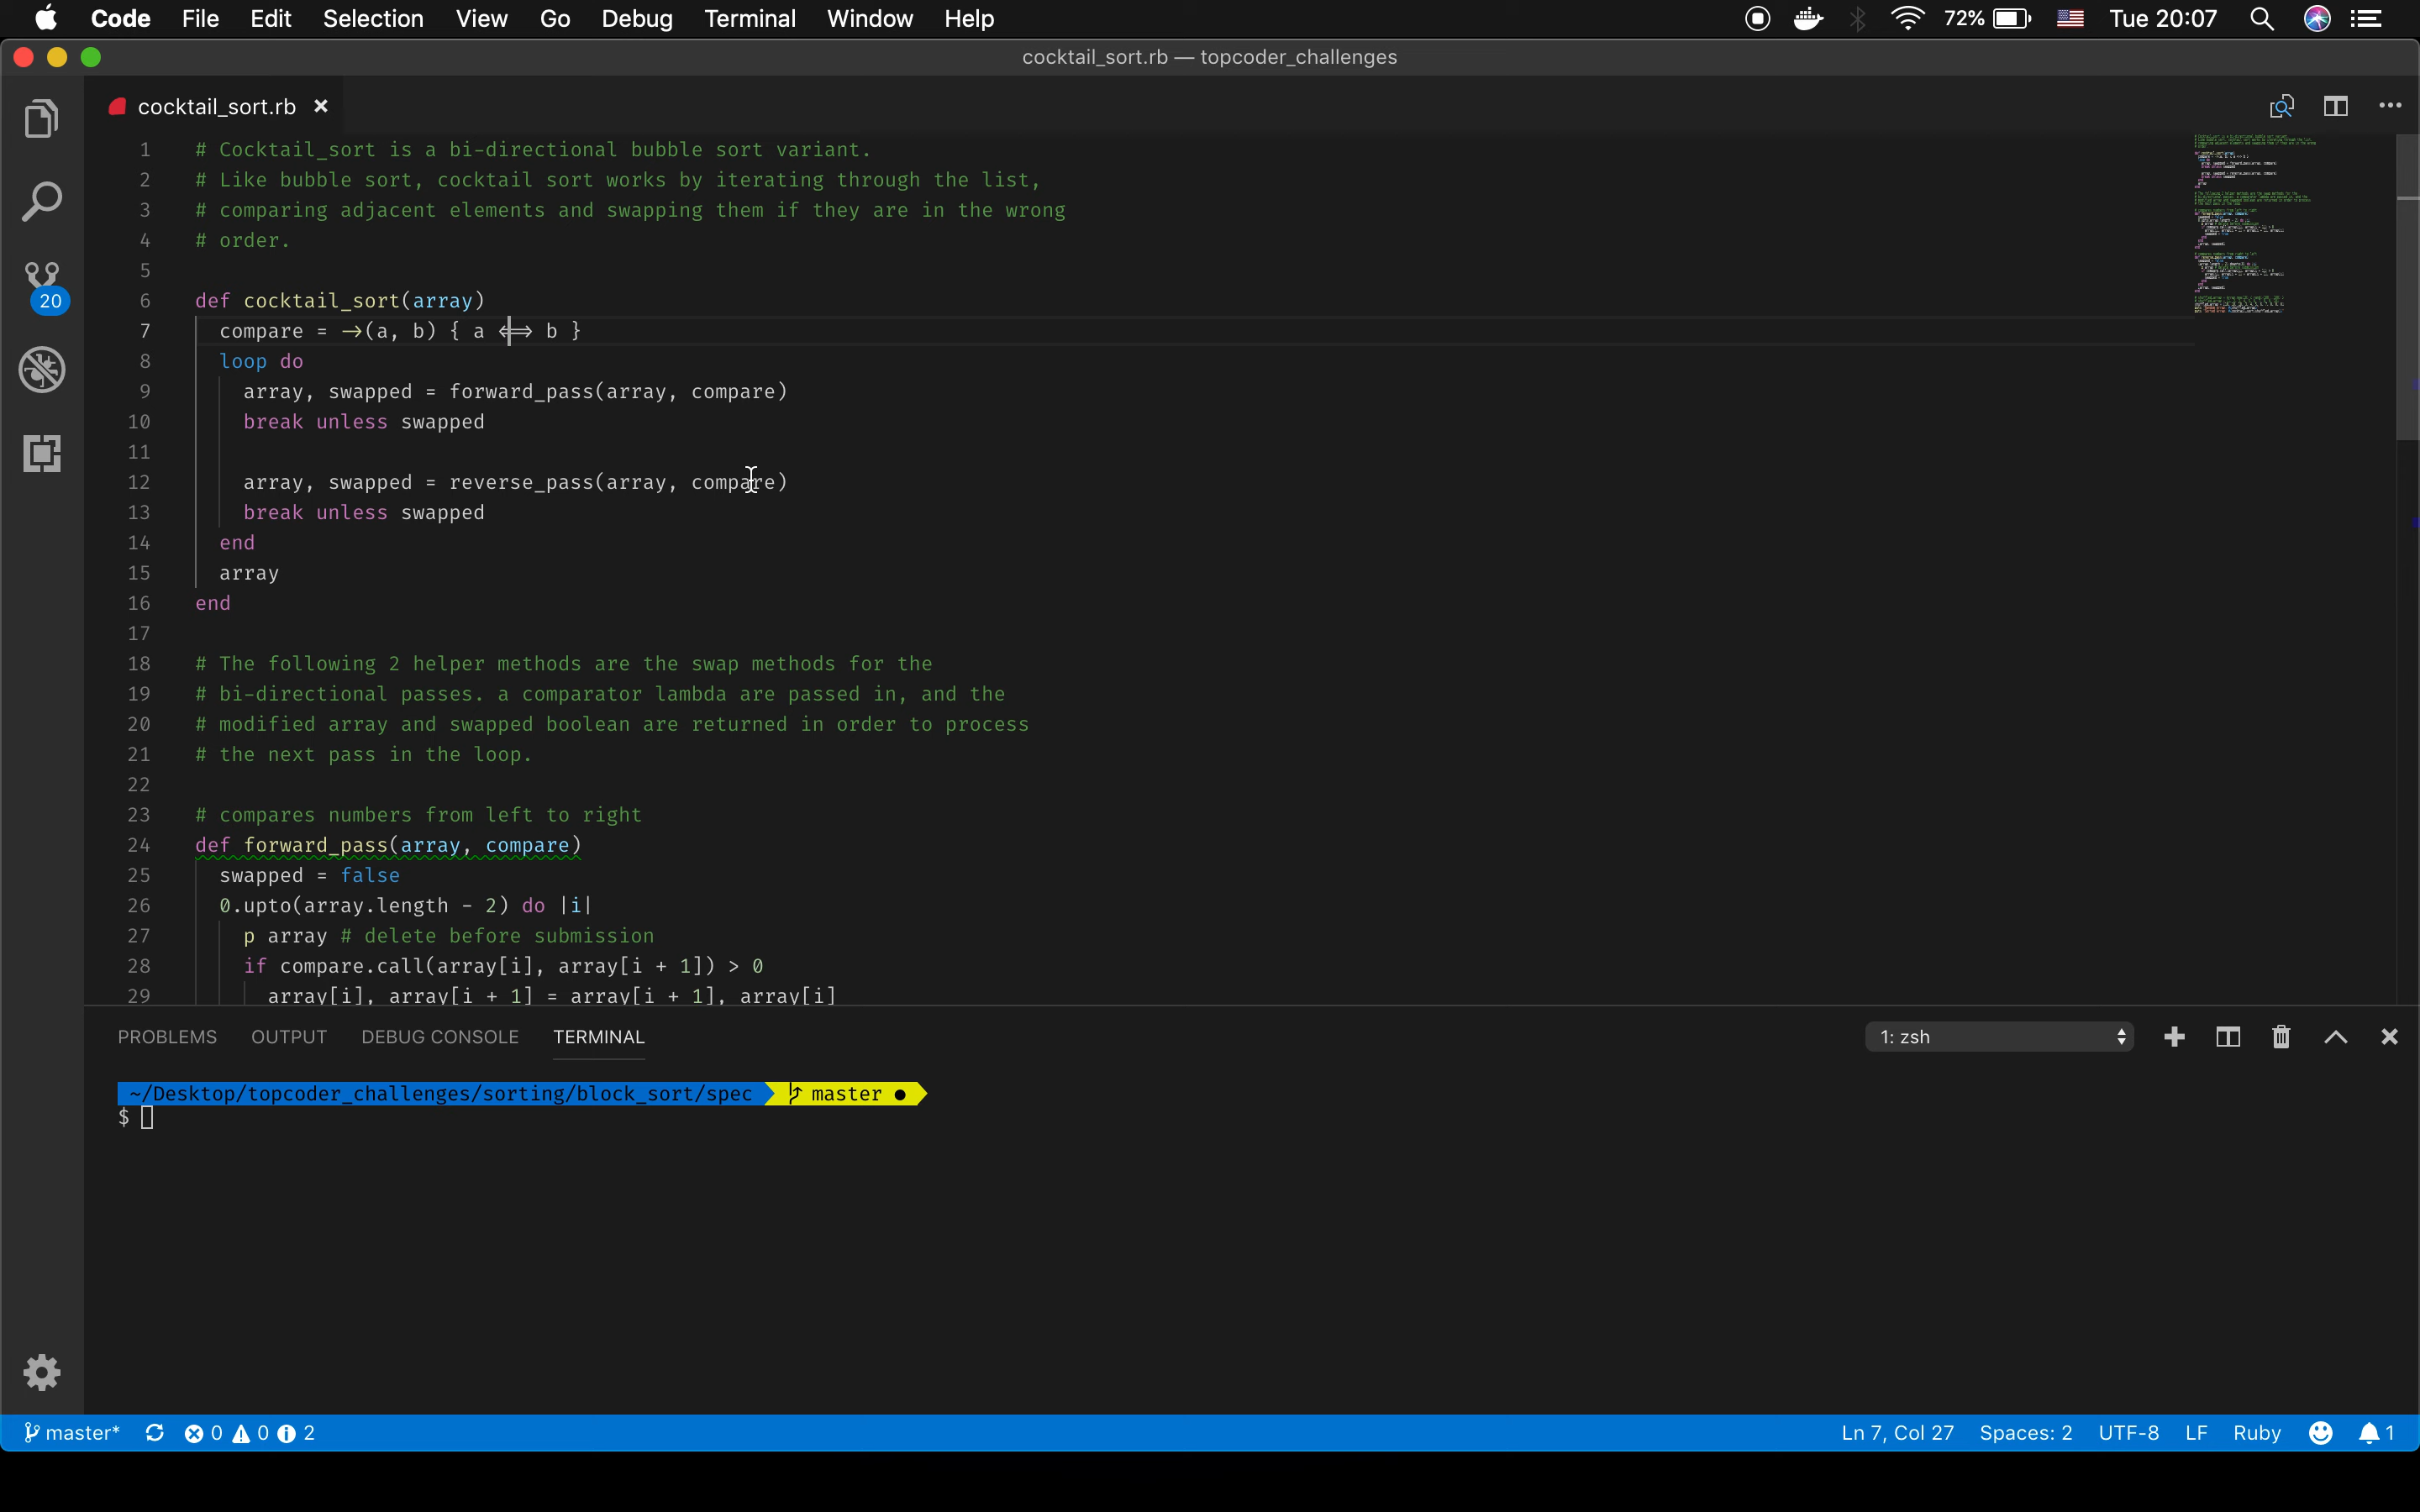 Code File Edit Selection View Go Debug Terminal Window Help 72% Tue 20:07
cocktail_sort.rb — topcoder_challenges
cocktail_sort.rb
1 # Cocktail_sort is a bi-directional bubble sort variant.
2 # Like bubble sort, cocktail sort works by iterating through the list,
3 # comparing adjacent elements and swapping them if they are in the wrong
4 # order.
5
6 def cocktail_sort(array)
7 compare = ->(a, b) { a <=> b }
8 loop do
9 array, swapped = forward_pass(array, compare)
10 break unless swapped
11
12 array, swapped = reverse_pass(array, compare)
13 break unless swapped
14 end
15 array
16 end
17
18 # The following 2 helper methods are the swap methods for the
19 # bi-directional passes. a comparator lambda are passed in, and the
20 # modified array and swapped boolean are returned in order to process
21 # the next pass in the loop.
22
23 # compares numbers from left to right
24 def forward_pass(array, compare)
25 swapped = false
26 0.upto(array.length - 2) do |i|
27 p array # delete before submission
28 if compare.call(array[i], array[i + 1]) > 0
29 array[i], array[i + 1] = array[i + 1], array[i]
20
PROBLEMS OUTPUT DEBUG CONSOLE TERMINAL 1: zsh
~/Desktop/topcoder_challenges/sorting/block_sort/spec master ●
$
master* 0 0 2 Ln 7, Col 27 Spaces: 2 UTF-8 LF Ruby 1